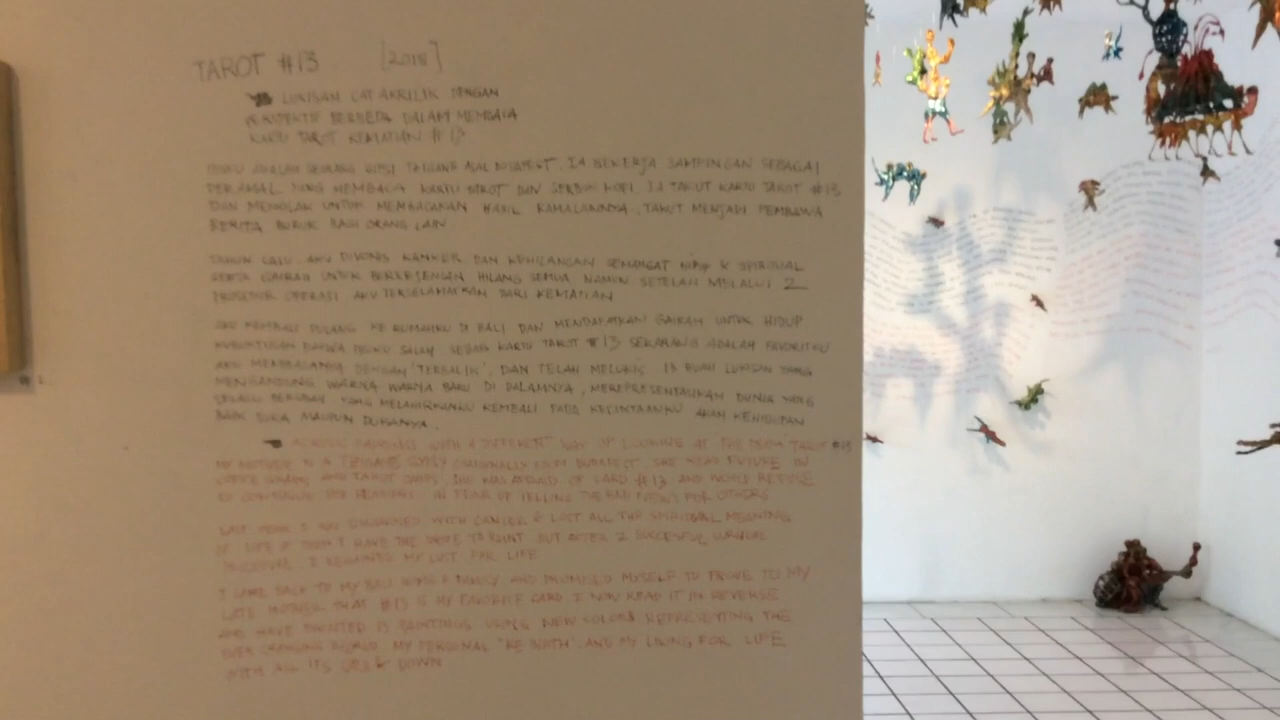 TAROT #13 [2018]
LUKISAN CAT AKRILIK DENGAN
PERSPEKTIF BERBEDA DALAM MEMBACA
KARTU TAROT KEMATIAN #13
IBUKU ADALAH SEORANG GIPSI ASAL BUDAPEST. IA BEKERJA SAMPINGAN SEBAGAI
PERAMAL YANG MEMBACA KARTU TAROT DAN SERBUK KOPI. IA TAKUT KARTU TAROT #13
DAN MENOLAK UNTUK MEMBACAKAN HASIL RAMALANNYA, TAKUT MENJADI PEMBAWA
BERITA BURUK BAGI ORANG LAIN
TAHUN LALU AKU DIVONIS KANKER DAN KEHILANGAN SEMANGAT HIDUP & SPIRITUAL
SERTA GAIRAH UNTUK BERKESENIAN HILANG SEMUA. NAMUN SETELAH MELALUI 2
PROSEDUR OPERASI AKU TERSELAMATKAN DARI KEMATIAN
AKU KEMBALI PULANG KE RUMAHKU DI BALI DAN MENDAPATKAN GAIRAH UNTUK HIDUP
MEMBUKTIKAN BAHWA IBUKU SALAH SEBAB KARTU TAROT #13 SEKARANG ADALAH FAVORITKU
AKU MEMBACANYA DENGAN "TERBALIK", DAN TELAH MELUKIS 13 BUAH LUKISAN YANG
MENGANDUNG WARNA WARNA BARU DI DALAMNYA, MEREPRESENTASIKAN DUNIA YANG
SELALU BERUBAH YANG MELAHIRKANKU KEMBALI PADA KECINTAANKU AKAN KEHIDUPAN
BAIK SUKA MAUPUN DUKANYA.
ACRYLIC PAINTINGS WITH A DIFFERENT WAY OF LOOKING AT THE DEATH TAROT #13
MY MOTHER IS A GYPSY ORIGINALLY FROM BUDAPEST. SHE READ FUTURE IN
COFFEE GRAINS AND TAROT CARDS. SHE WAS AFRAID OF CARD #13 AND WOULD REFUSE
TO CONTINUE THE READINGS IN FEAR OF TELLING THE BAD NEWS FOR OTHERS
LAST YEAR I WAS DIAGNOSED WITH CANCER & LOST ALL THE SPIRITUAL MEANING
OF LIFE & DIDN'T HAVE THE DRIVE TO PAINT. BUT AFTER 2 SUCCESFUL SURGICAL
PROCEDURE I REGAINED MY LUST FOR LIFE
I CAME BACK TO MY BALI HOME & FAMILY AND PROMISED MYSELF TO PROVE TO MY
LATE MOTHER THAT #13 IS MY FAVORITE CARD. I NOW READ IT IN REVERSE
AND HAVE PAINTED 13 PAINTINGS USING NEW COLORS REPRESENTING THE
EVER CHANGING WORLD MY PERSONAL "RE-BIRTH" AND MY LIVING FOR LIFE
WITH ALL ITS UPS & DOWN